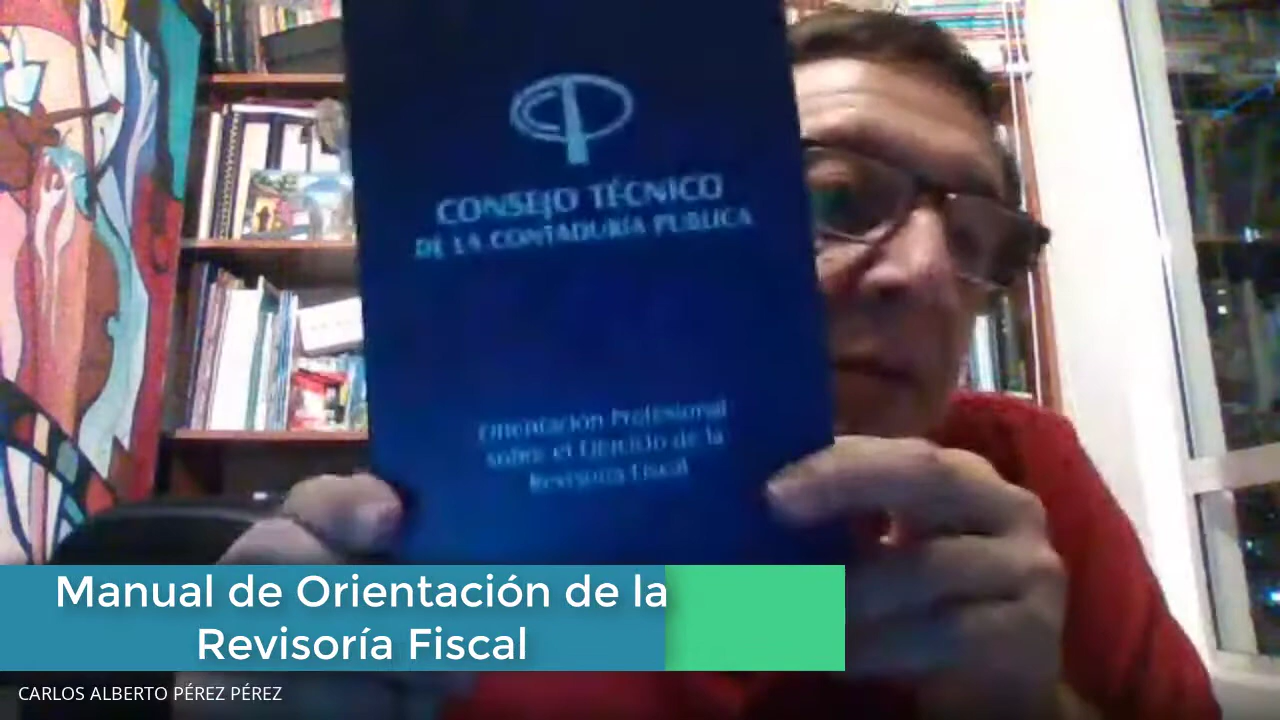 CONSEJO TÉCNICO
DE LA CONTADURÍA PÚBLICA
Orientación Profesional
sobre el Ejercicio de la
Revisoría Fiscal
Manual de Orientación de la
Revisoría Fiscal
CARLOS ALBERTO PÉREZ PÉREZ